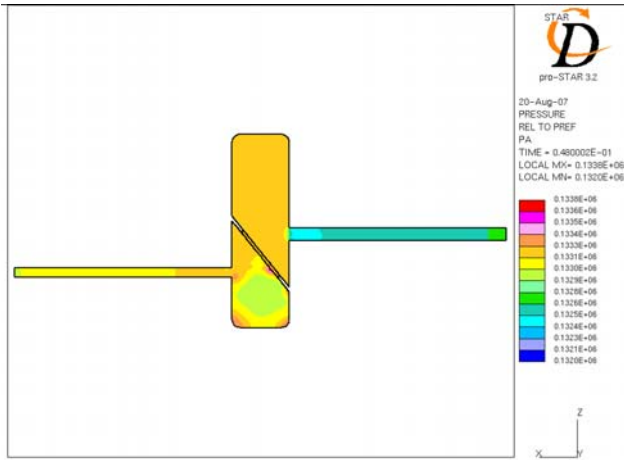 STAR
D
pro-STAR 3.2
20-Aug-07
PRESSURE
REL TO PREF
PA
TIME = 0.480002E-01
LOCAL MX= 0.1338E+06
LOCAL MN= 0.1320E+06
0.1338E+06
0.1336E+06
0.1335E+06
0.1334E+06
0.1333E+06
0.1331E+06
0.1330E+06
0.1329E+06
0.1328E+06
0.1326E+06
0.1325E+06
0.1324E+06
0.1323E+06
0.1321E+06
0.1320E+06
Z
X Y